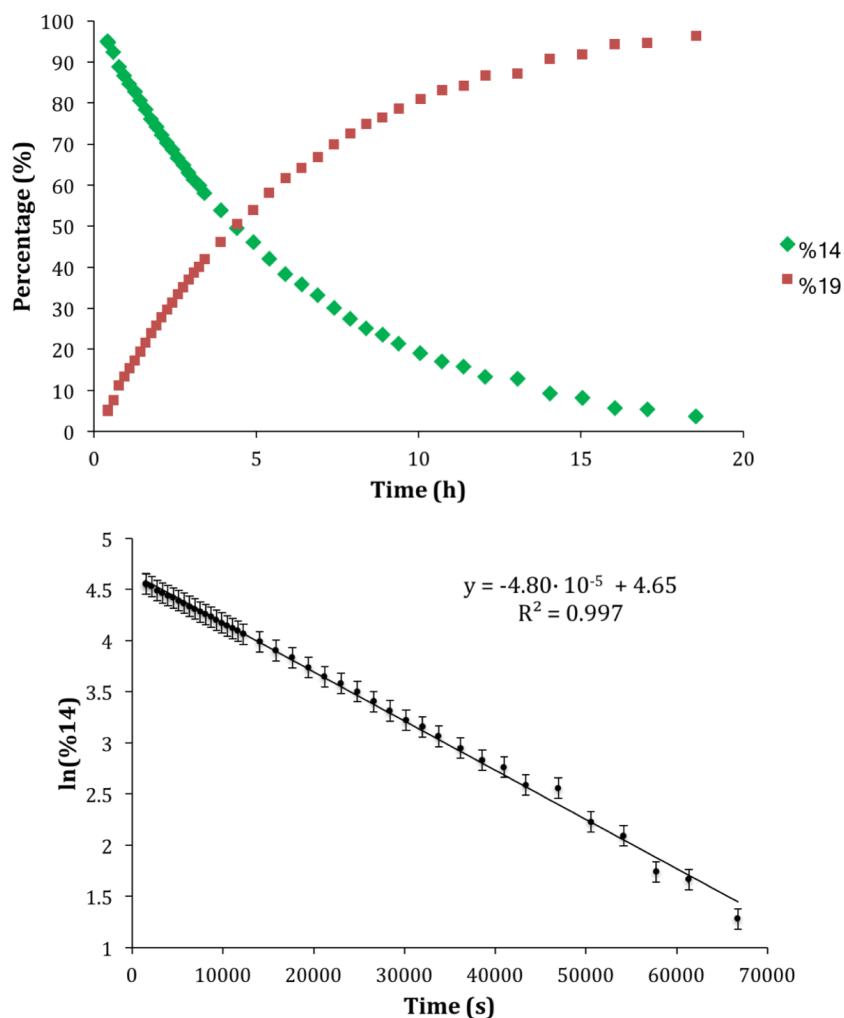 100
90
80
70
60
50
40
30
20
10
0
Percentage (%)
0 5 10 15 20
Time (h)
%14
%19
5
4.5
4
3.5
3
2.5
2
1.5
1
ln(%14)
y = -4.80· 10⁻⁵ + 4.65
R² = 0.997
0 10000 20000 30000 40000 50000 60000 70000
Time (s)